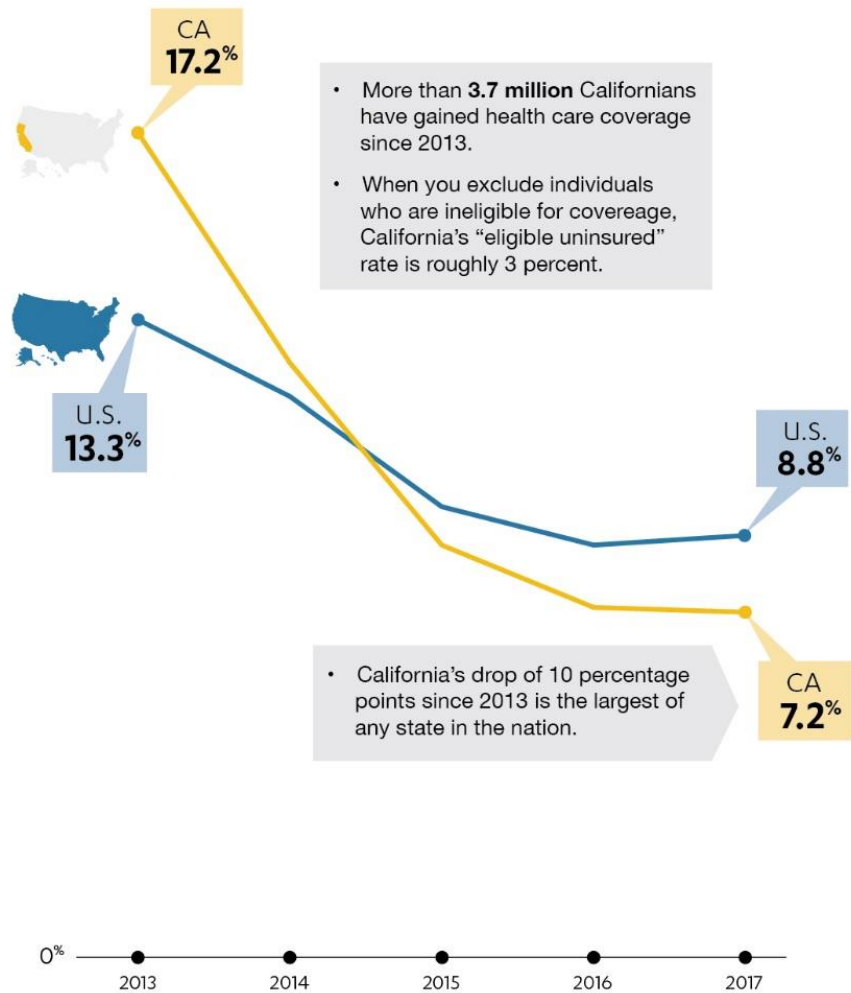 CA
17.2%
• More than 3.7 million Californians
have gained health care coverage
since 2013.
• When you exclude individuals
who are ineligible for covereage,
California’s “eligible uninsured”
rate is roughly 3 percent.
U.S.
13.3%
U.S.
8.8%
• California’s drop of 10 percentage
points since 2013 is the largest of
any state in the nation.
CA
7.2%
0%
2013 2014 2015 2016 2017